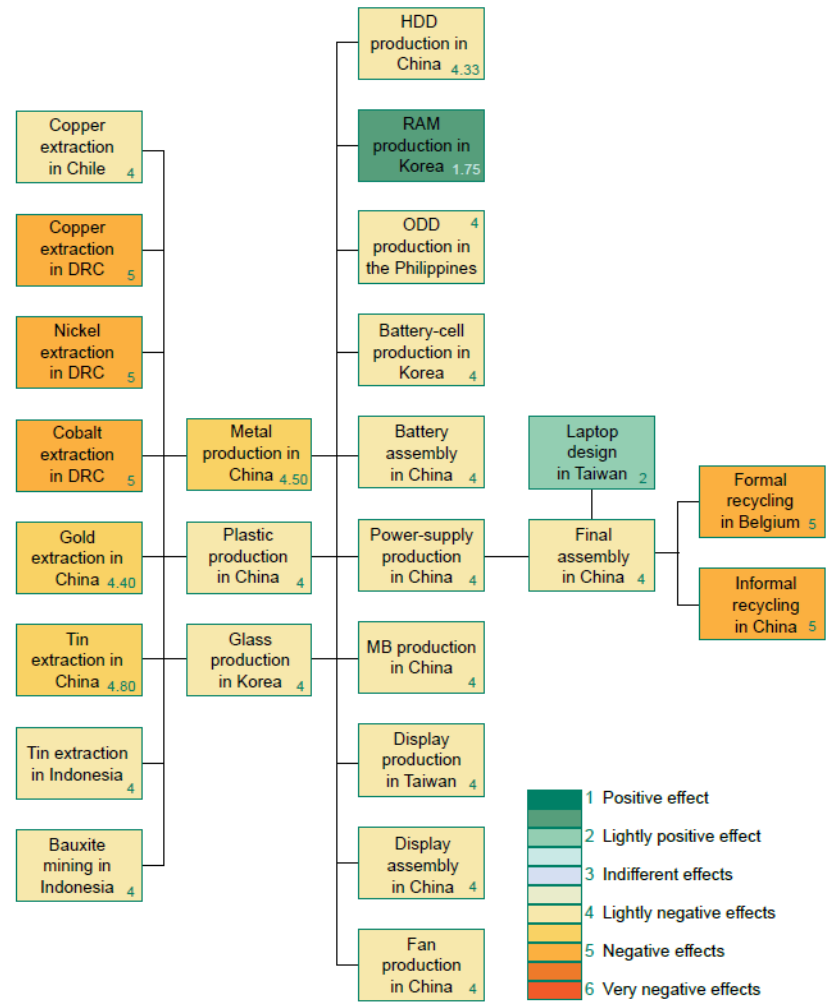 Copper
extraction
in Chile 4
Copper
extraction
in DRC
5
Nickel
extraction
in DRC
5
Cobalt
extraction
in DRC
5
Gold
extraction in
China 4.40
Tin
extraction in
China 4.80
Tin extraction
in Indonesia
4
Bauxite
mining in
Indonesia 4
Metal
production in
China 4.50
Plastic
production
in China 4
Glass
production
in Korea 4
HDD
production in
China 4.33
RAM
production in
Korea 1.75
ODD 4
production in
the Philippines
Battery-cell
production in
Korea 4
Battery
assembly
in China 4
Power-supply
production
in China 4
MB production
in China
4
Display
production
in Taiwan 4
Display
assembly
in China 4
Fan
production
in China 4
Laptop
design
in Taiwan 2
Final
assembly
in China 4
Formal
recycling
in Belgium 5
Informal
recycling
in China 5
1 Positive effect
2 Lightly positive effect
3 Indifferent effects
4 Lightly negative effects
5 Negative effects
6 Very negative effects